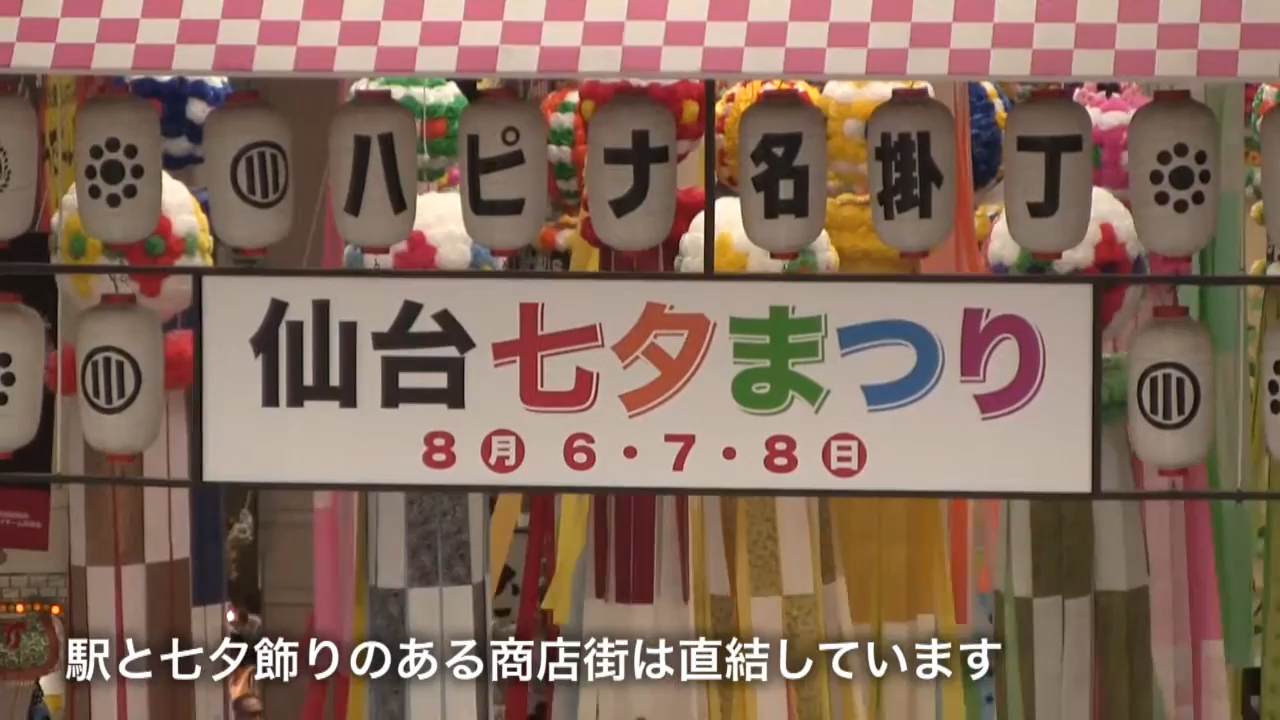 ハピナ名掛丁
仙台七夕まつり
8月6・7・8日
駅と七夕飾りのある商店街は直結しています